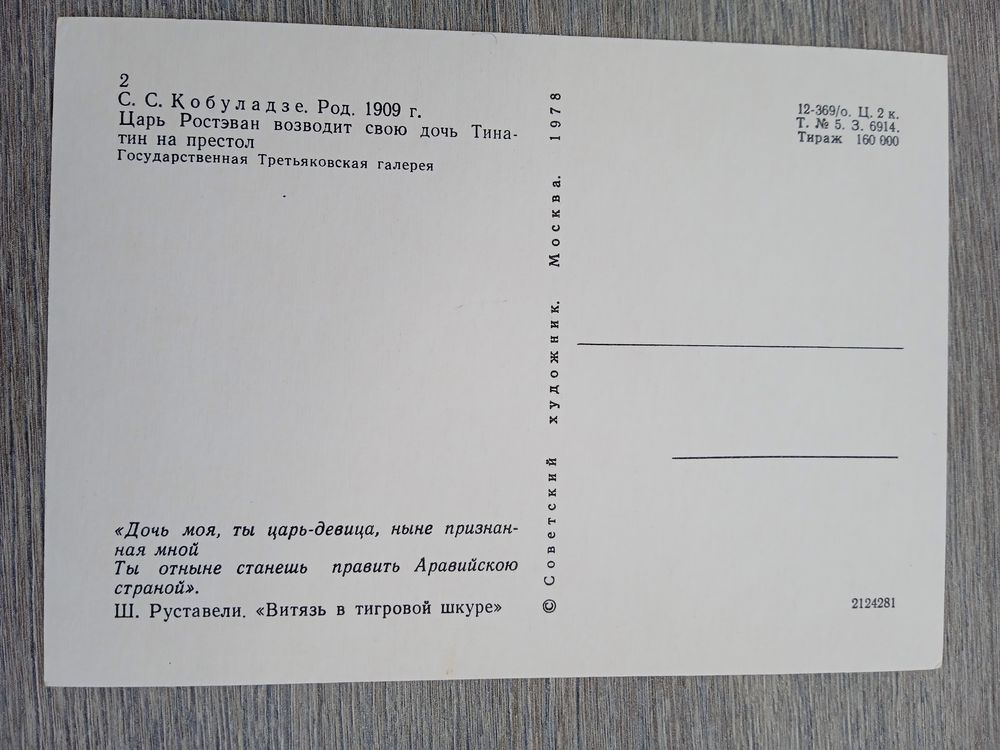 2
С. С. Кобуладзе. Род. 1909 г.
Царь Ростэван возводит свою дочь Тина-
тин на престол
Государственная Третьяковская галерея
«Дочь моя, ты царь-девица, ныне признан-
ная мной
Ты отныне станешь править Аравийскою
страной».
Ш. Руставели. «Витязь в тигровой шкуре»
© Советский художник. Москва. 1978
12-369/о. Ц. 2 к.
Т. № 5. З. 6914.
Тираж 160 000
2124281